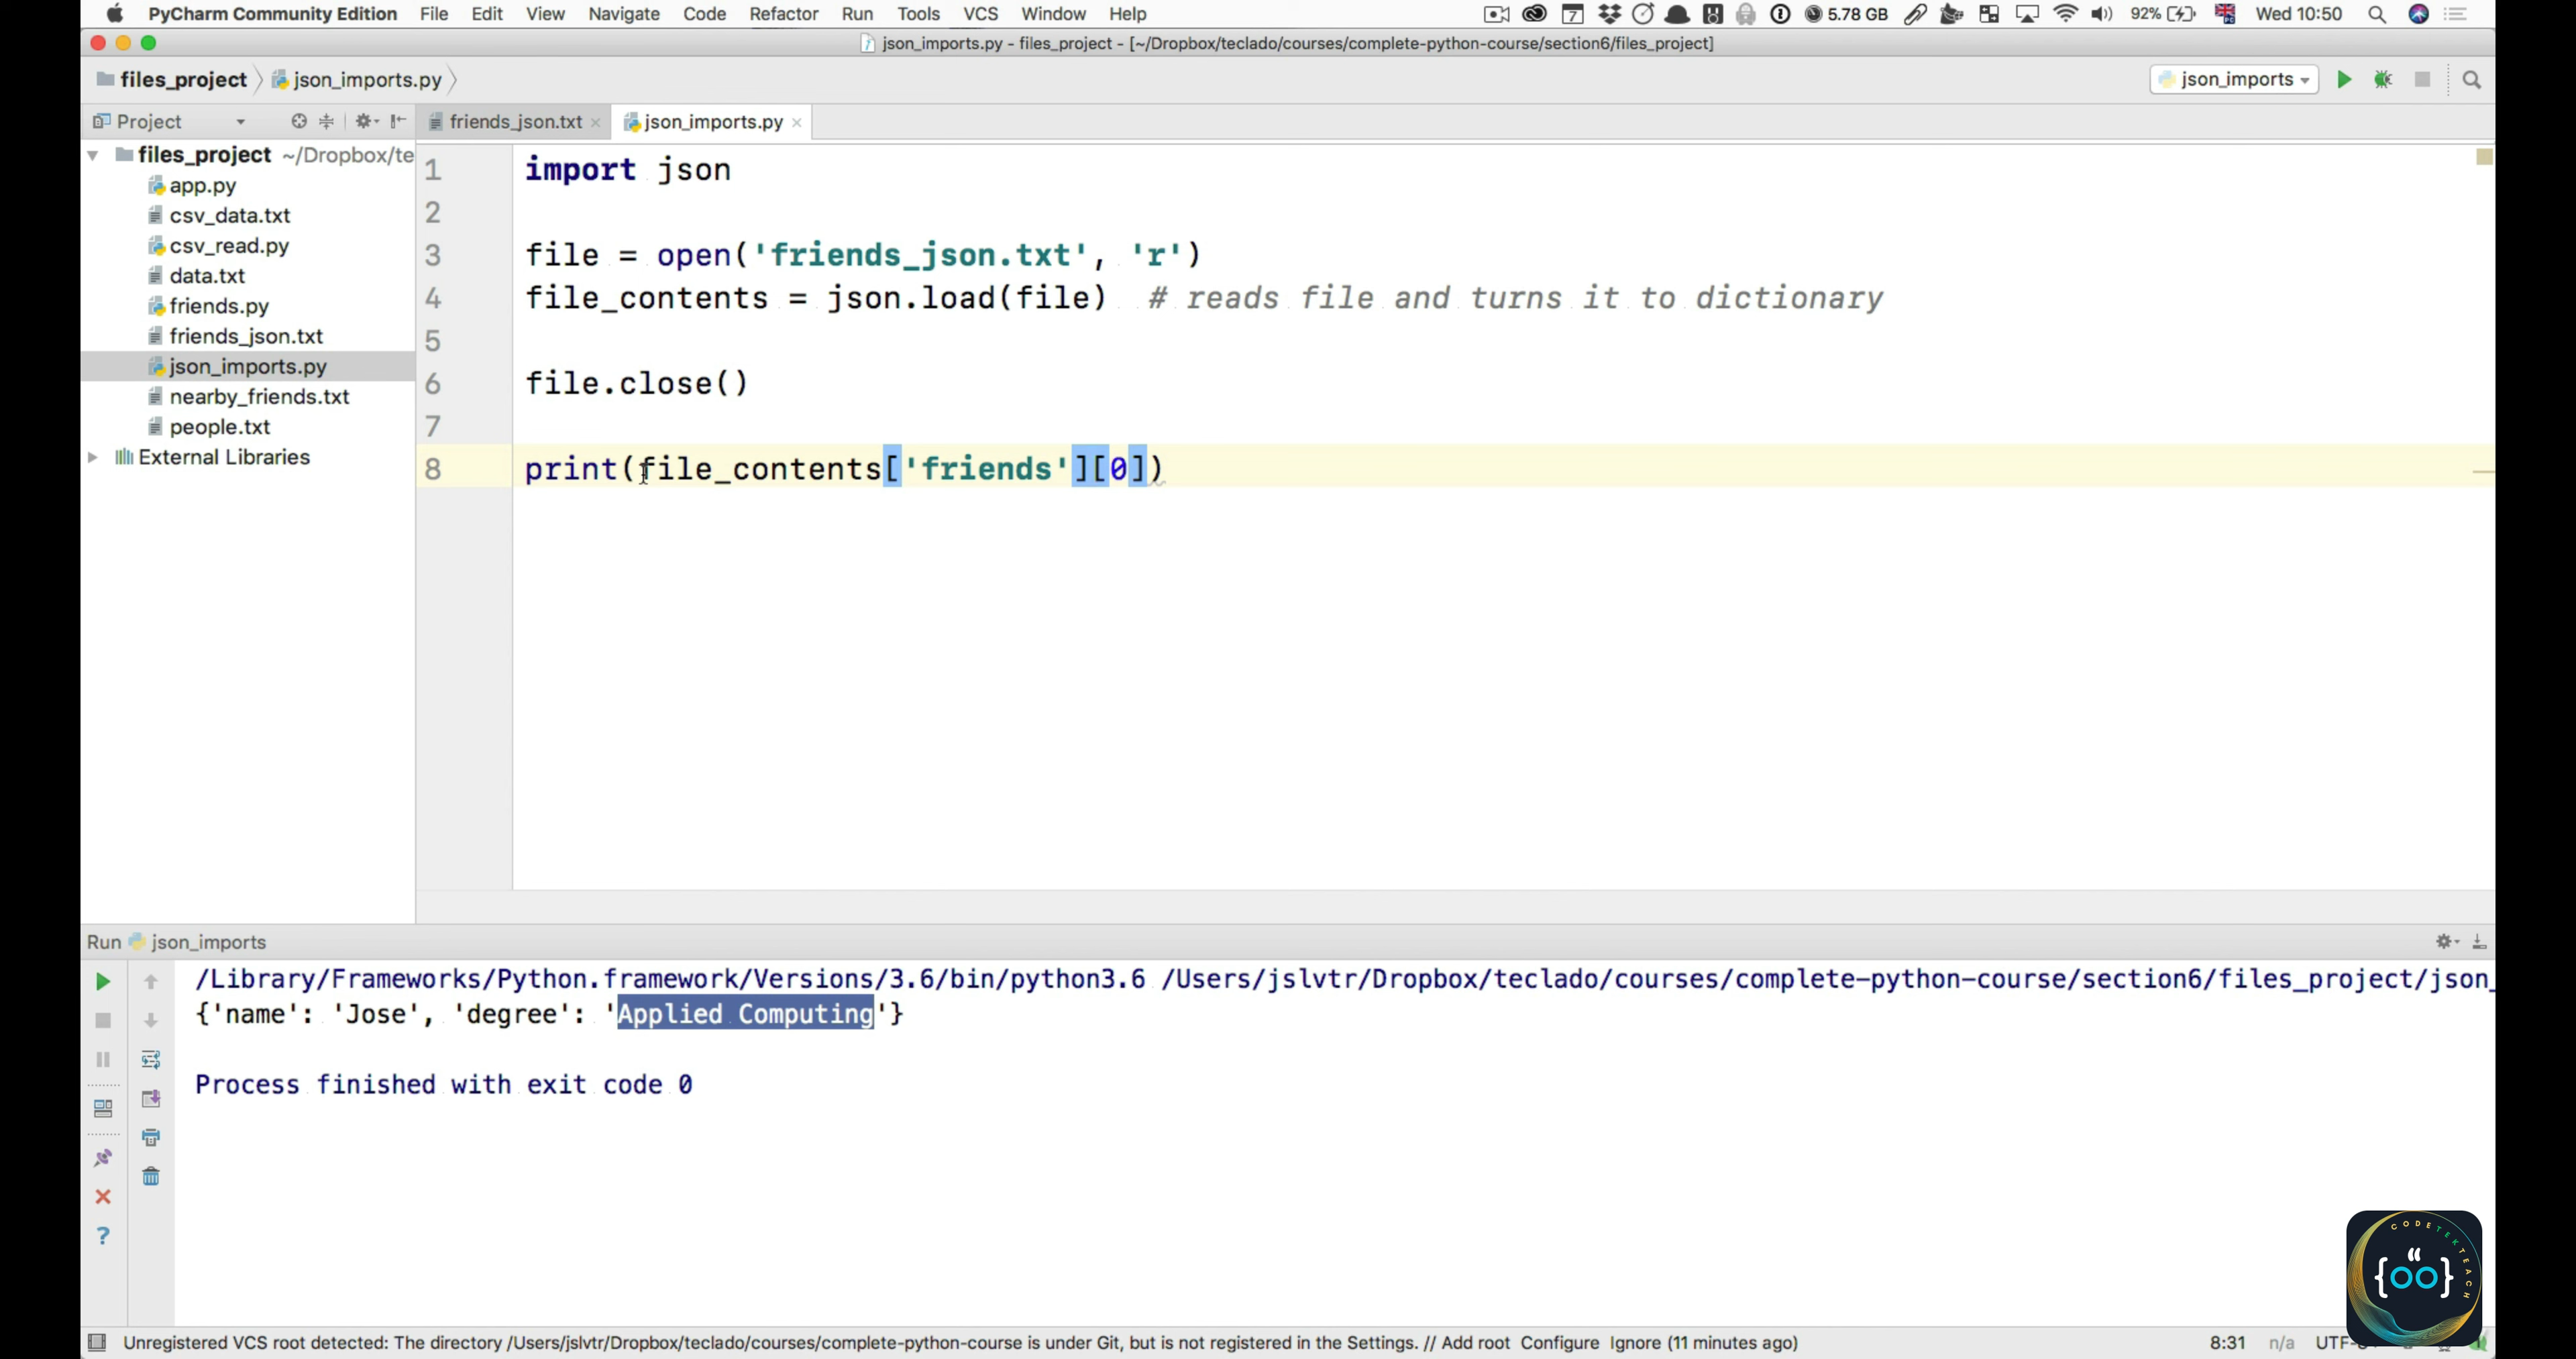 PyCharm Community Edition File Edit View Navigate Code Refactor Run Tools VCS Window Help 7 5.78 GB 92% Wed 10:50
json_imports.py - files_project - [~/Dropbox/teclado/courses/complete-python-course/section6/files_project]
files_project json_imports.py json_imports
Project friends_json.txt json_imports.py
files_project ~/Dropbox/te
app.py
csv_data.txt
csv_read.py
data.txt
friends.py
friends_json.txt
json_imports.py
nearby_friends.txt
people.txt
External Libraries
1 import json
2
3 file = open('friends_json.txt', 'r')
4 file_contents = json.load(file) # reads file and turns it to dictionary
5
6 file.close()
7
8 print(file_contents['friends'][0])
Run json_imports
/Library/Frameworks/Python.framework/Versions/3.6/bin/python3.6 /Users/jslvtr/Dropbox/teclado/courses/complete-python-course/section6/files_project/json_
{'name': 'Jose', 'degree': 'Applied Computing'}
Process finished with exit code 0
CODETEKTEACH
{oo}
Unregistered VCS root detected: The directory /Users/jslvtr/Dropbox/teclado/courses/complete-python-course is under Git, but is not registered in the Settings. // Add root Configure Ignore (11 minutes ago) 8:31 n/a UTF-